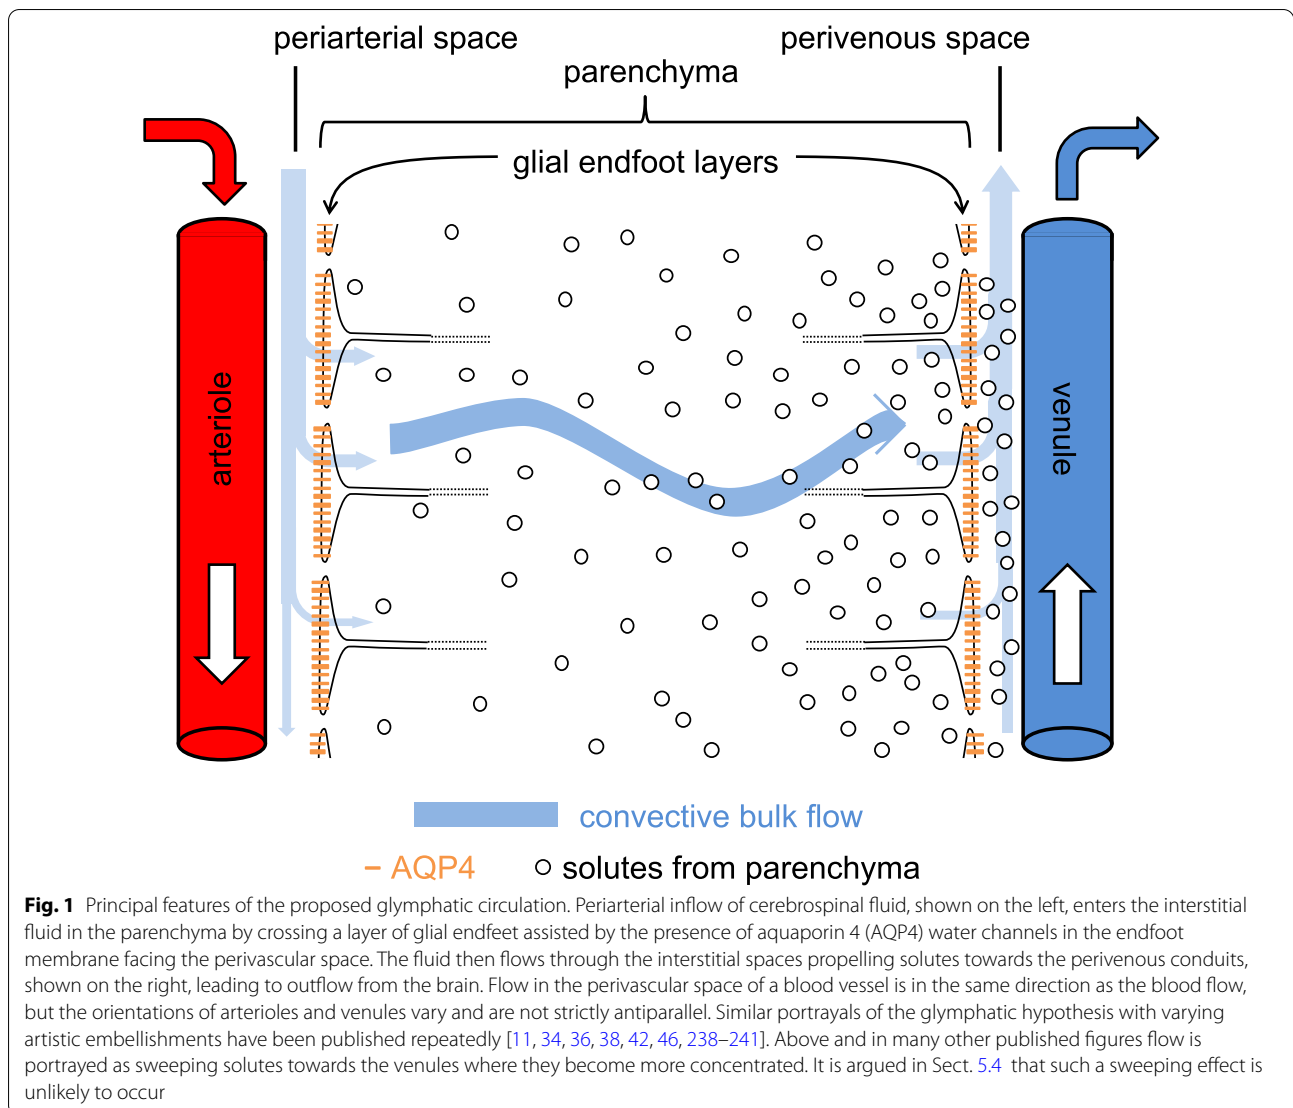 periarterial space
perivenous space
parenchyma
glial endfoot layers
arteriole
venule
convective bulk flow
AQP4
solutes from parenchyma
Fig. 1 Principal features of the proposed glymphatic circulation. Periarterial inflow of cerebrospinal fluid, shown on the left, enters the interstitial
fluid in the parenchyma by crossing a layer of glial endfeet assisted by the presence of aquaporin 4 (AQP4) water channels in the endfoot
membrane facing the perivascular space. The fluid then flows through the interstitial spaces propelling solutes towards the perivenous conduits,
shown on the right, leading to outflow from the brain. Flow in the perivascular space of a blood vessel is in the same direction as the blood flow,
but the orientations of arterioles and venules vary and are not strictly antiparallel. Similar portrayals of the glymphatic hypothesis with varying
artistic embellishments have been published repeatedly [11, 34, 36, 38, 42, 46, 238–241]. Above and in many other published figures flow is
portrayed as sweeping solutes towards the venules where they become more concentrated. It is argued in Sect. 5.4 that such a sweeping effect is
unlikely to occur